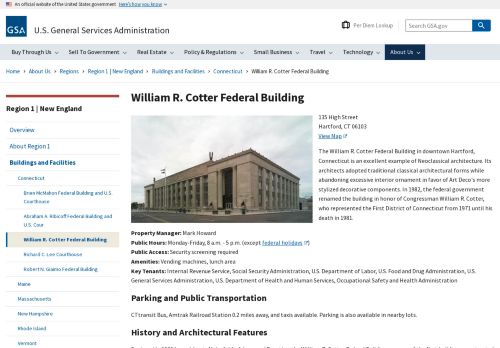 An official website of the United States government Here's how you know
GSA
U.S. General Services Administration
Per Diem Lookup
Search GSA.gov
Buy Through Us
Sell To Government
Real Estate
Policy & Regulations
Small Business
Travel
Technology
About Us
Home › About Us › Regions › Region 1 | New England › Buildings and Facilities › Connecticut › William R. Cotter Federal Building
Region 1 | New England
Overview
About Region 1
Buildings and Facilities
Connecticut
Brien McMahon Federal Building and U.S.
Courthouse
Abraham A. Ribicoff Federal Building and
U.S. Cour
William R. Cotter Federal Building
Richard C. Lee Courthouse
Robert N. Giaimo Federal Building
Maine
Massachusetts
New Hampshire
Rhode Island
Vermont
William R. Cotter Federal Building
135 High Street
Hartford, CT 06103
View Map
The William R. Cotter Federal Building in downtown Hartford,
Connecticut is an excellent example of Neoclassical architecture. Its
architects adopted traditional classical architectural forms while
abandoning excessive interior ornament in favor of Art Deco's more
stylized decorative components. In 1982, the federal government
renamed the building in honor of Congressman William R. Cotter,
who represented the First District of Connecticut from 1971 until his
death in 1981.
Property Manager: Mark Howard
Public Hours: Monday-Friday, 8 a.m. - 5 p.m. (except federal holidays )
Public Access: Security screening required
Amenities: Vending machines, lunch area
Key Tenants: Internal Revenue Service, Social Security Administration, U.S. Department of Labor, U.S. Food and Drug Administration, U.S.
General Services Administration, U.S. Department of Health and Human Services, Occupational Safety and Health Administration
Parking and Public Transportation
CTtransit Bus, Amtrak Railroad Station 0.2 miles away, and taxis available. Parking is also available in nearby lots.
History and Architectural Features